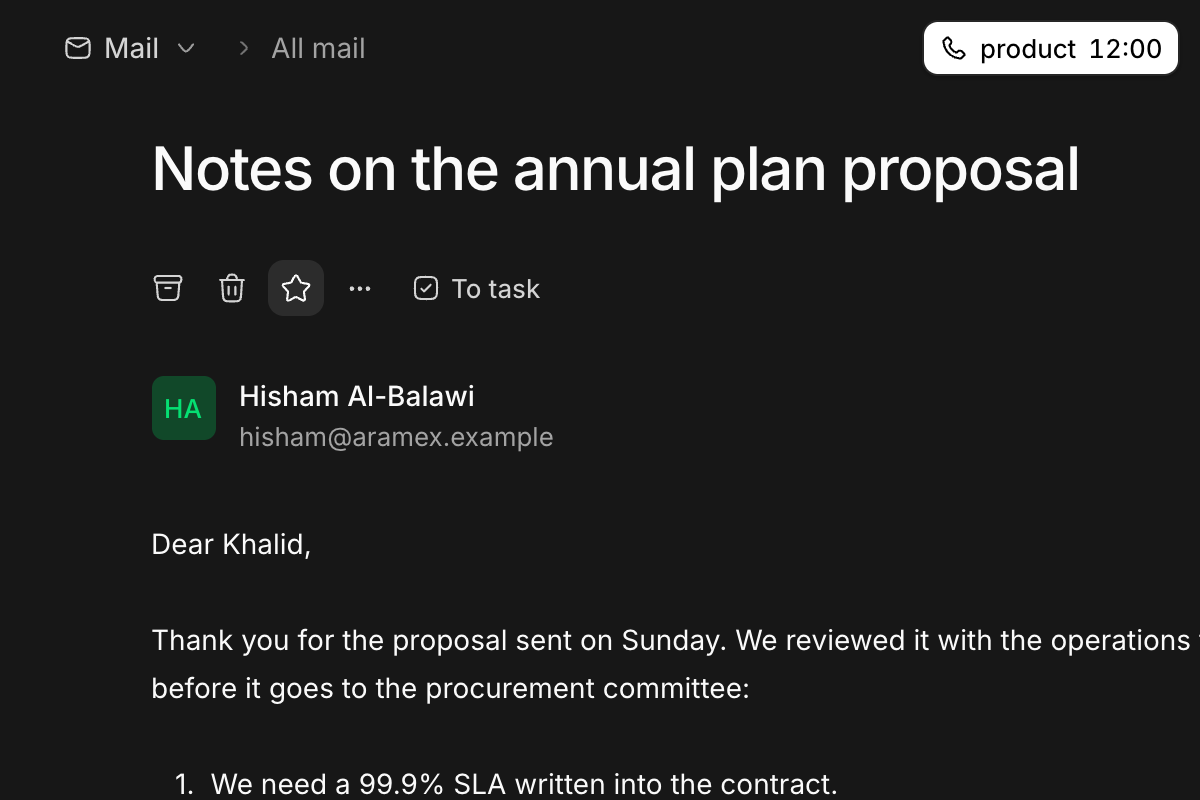 Mail
All mail
product 12:00
Notes on the annual plan proposal
To task
HA
Hisham Al-Balawi
hisham@aramex.example
Dear Khalid,
Thank you for the proposal sent on Sunday. We reviewed it with the operations
before it goes to the procurement committee:
1. We need a 99.9% SLA written into the contract.